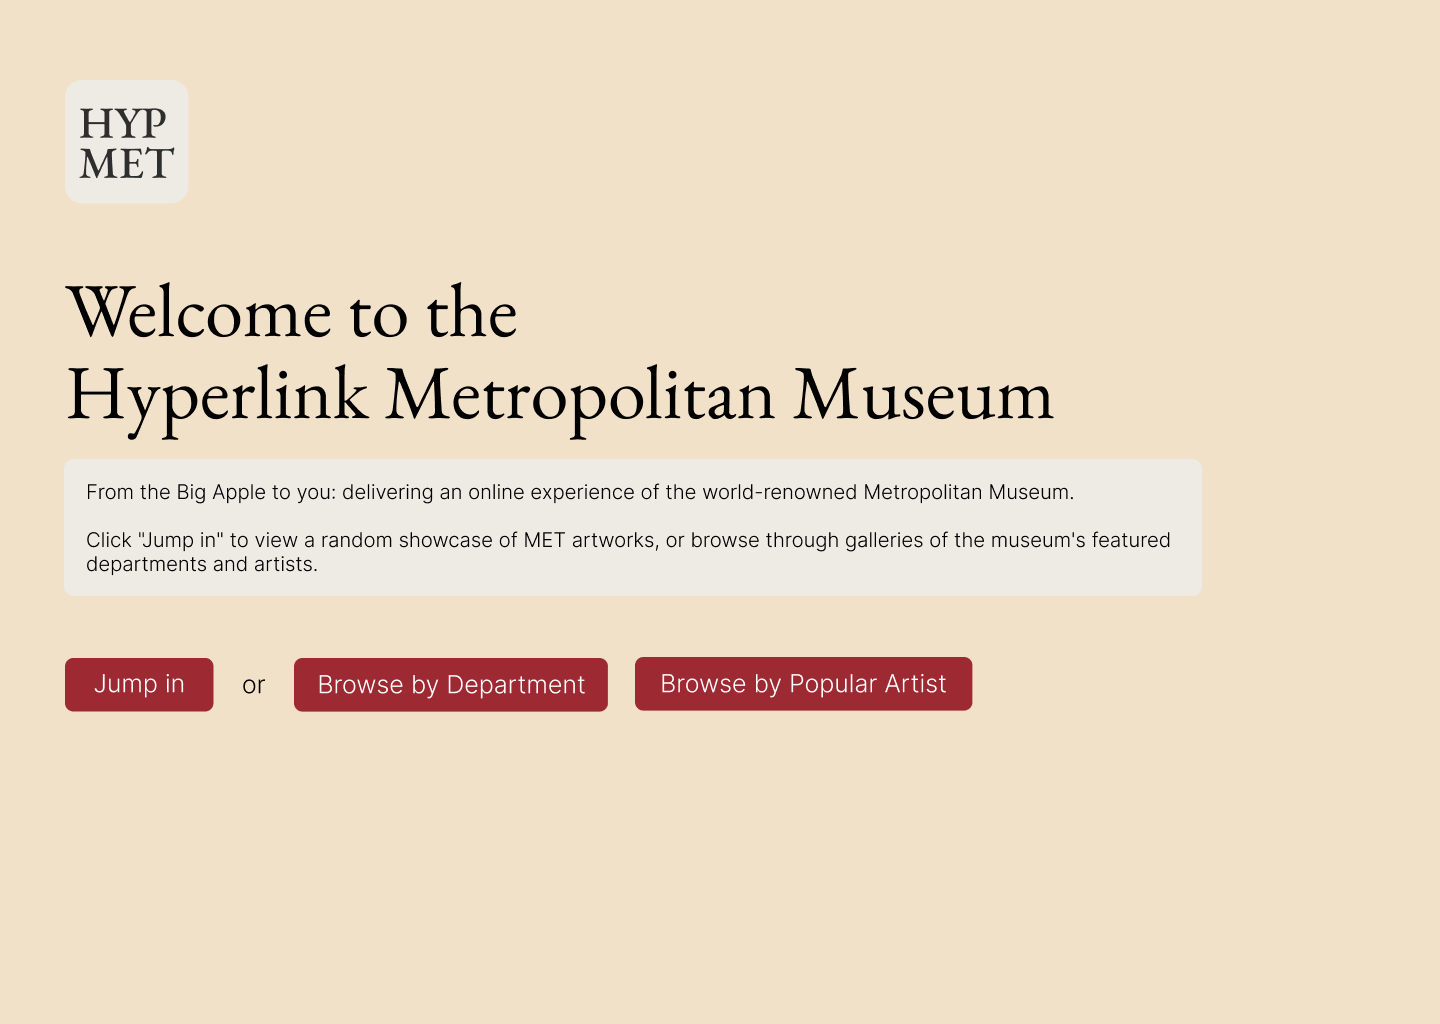 HYP
MET
Welcome to the
Hyperlink Metropolitan Museum
From the Big Apple to you: delivering an online experience of the world-renowned Metropolitan Museum.
Click "Jump in" to view a random showcase of MET artworks, or browse through galleries of the museum's featured
departments and artists.
Jump in or Browse by Department Browse by Popular Artist